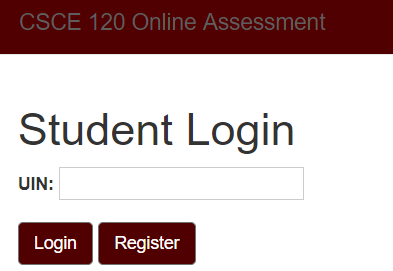 CSCE 120 Online Assessment
Student Login
UIN:
Login Register